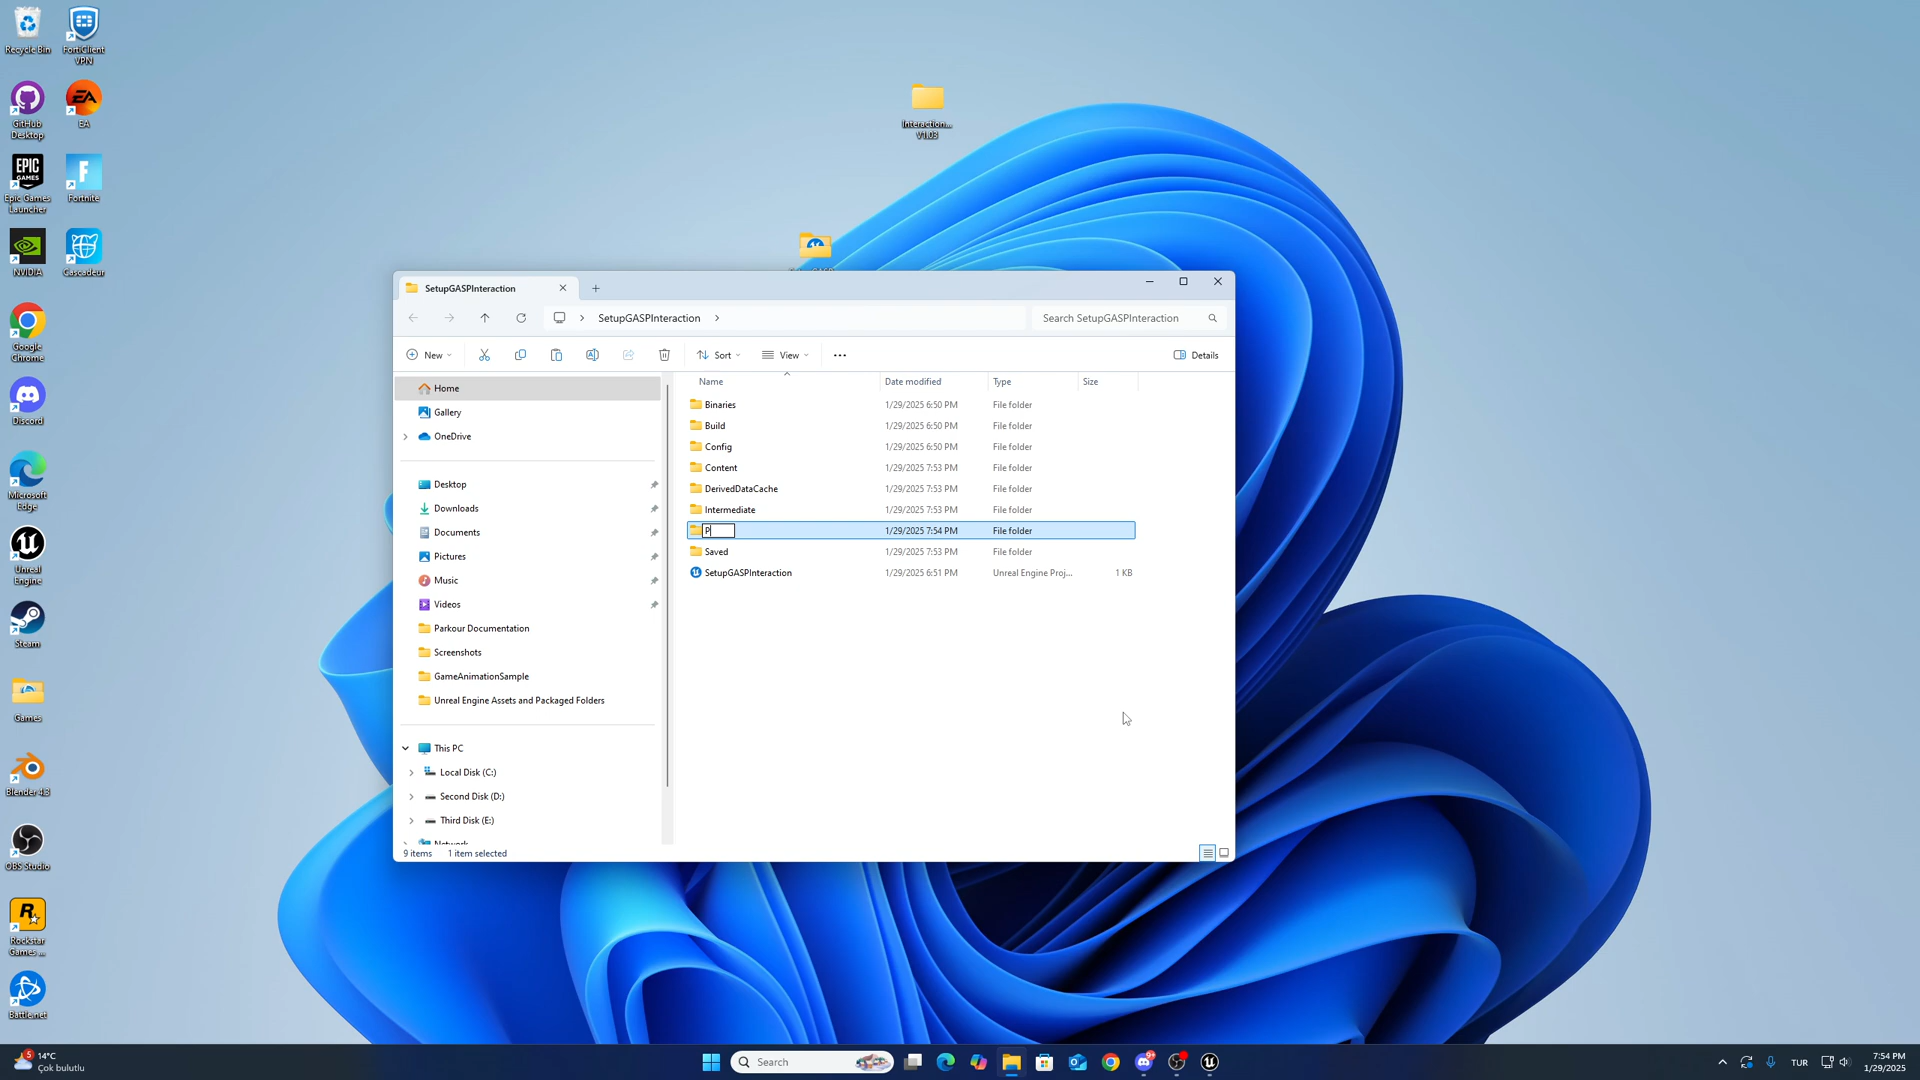 Recycle Bin
FortiClient
VPN
GitHub
Desktop
EA
Epic Games
Launcher
Fortnite
NVIDIA
Cascadeur
Google
Chrome
Discord
Microsoft
Edge
Unreal
Engine
Steam
Games
Blender 4.3
OBS Studio
Rockstar
Games ...
Battle.net
Interaction...
V1.03
SetupGASPInteraction
SetupGASPInteraction
Search SetupGASPInteraction
New
Sort
View
Details
Home
Gallery
OneDrive
Desktop
Downloads
Documents
Pictures
Music
Videos
Parkour Documentation
Screenshots
GameAnimationSample
Unreal Engine Assets and Packaged Folders
This PC
Local Disk (C:)
Second Disk (D:)
Third Disk (E:)
Network
Name Date modified Type Size
Binaries 1/29/2025 6:50 PM File folder
Build 1/29/2025 6:50 PM File folder
Config 1/29/2025 6:50 PM File folder
Content 1/29/2025 7:53 PM File folder
DerivedDataCache 1/29/2025 7:53 PM File folder
Intermediate 1/29/2025 7:53 PM File folder
P 1/29/2025 7:54 PM File folder
Saved 1/29/2025 7:53 PM File folder
SetupGASPInteraction 1/29/2025 6:51 PM Unreal Engine Proj... 1 KB
9 items 1 item selected
5
14°C
Çok bulutlu
Search
9+
TUR
7:54 PM
1/29/2025